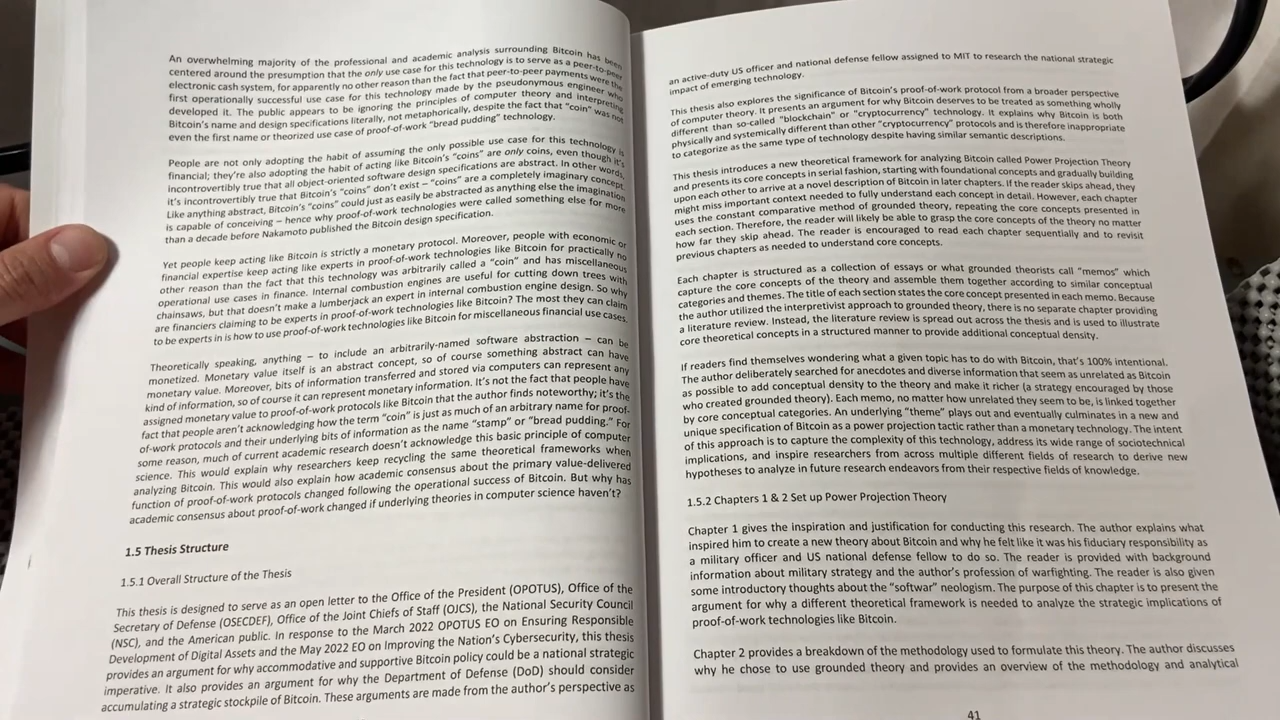 An overwhelming majority of the professional and academic analysis surrounding Bitcoin has been
centered around the presumption that the only use case for this technology is to serve as a peer-to-peer
electronic cash system, for apparently no other reason than the fact that peer-to-peer payments were the
first operationally successful use case for this technology made by the pseudonymous engineer who
developed it. The public appears to be ignoring the principles of computer theory and interpreting
Bitcoin's name and design specifications literally, not metaphorically, despite the fact that "coin" was not
even the first name or theorized use case of proof-of-work "bread pudding" technology.
People are not only adopting the habit of assuming the only possible use case for this technology is
financial; they're also adopting the habit of acting like Bitcoin's "coins" are only coins, even though it's
incontrovertibly true that all object-oriented software design specifications are abstract. In other words,
it's incontrovertibly true that Bitcoin's "coins" don't exist – "coins" are a completely imaginary concept.
Like anything abstract, Bitcoin's "coins" could just as easily be abstracted as anything else the imagination
is capable of conceiving – hence why proof-of-work technologies were called something else for more
than a decade before Nakamoto published the Bitcoin design specification.
Yet people keep acting like Bitcoin is strictly a monetary protocol. Moreover, people with economic or
financial expertise keep acting like experts in proof-of-work technologies like Bitcoin for practically no
other reason than the fact that this technology was arbitrarily called a "coin" and has miscellaneous
operational use cases in finance. Internal combustion engines are useful for cutting down trees with
chainsaws, but that doesn't make a lumberjack an expert in internal combustion engine design. So why
are financiers claiming to be experts in proof-of-work technologies like Bitcoin? The most they can claim
to be experts in is how to use proof-of-work technologies like Bitcoin for miscellaneous financial use cases.
Theoretically speaking, anything – to include an arbitrarily-named software abstraction – can be
monetized. Monetary value itself is an abstract concept, so of course something abstract can have
monetary value. Moreover, bits of information transferred and stored via computers can represent any
kind of information, so of course it can represent monetary information. It's not the fact that people have
assigned monetary value to proof-of-work protocols like Bitcoin that the author finds noteworthy; it's the
fact that people aren't acknowledging how the term "coin" is just as much of an arbitrary name for proof-
of-work protocols and their underlying bits of information as the name "stamp" or "bread pudding." For
some reason, much of current academic research doesn't acknowledge this basic principle of computer
science. This would explain why researchers keep recycling the same theoretical frameworks when
analyzing Bitcoin. This would also explain how academic consensus about the primary value-delivered
function of proof-of-work protocols changed following the operational success of Bitcoin. But why has
academic consensus about proof-of-work changed if underlying theories in computer science haven't?
1.5 Thesis Structure
1.5.1 Overall Structure of the Thesis
This thesis is designed to serve as an open letter to the Office of the President (OPOTUS), Office of the
Secretary of Defense (OSECDEF), Office of the Joint Chiefs of Staff (OJCS), the National Security Council
(NSC), and the American public. In response to the March 2022 OPOTUS EO on Ensuring Responsible
Development of Digital Assets and the May 2022 EO on Improving the Nation's Cybersecurity, this thesis
provides an argument for why accommodative and supportive Bitcoin policy could be a national strategic
imperative. It also provides an argument for why the Department of Defense (DoD) should consider
accumulating a strategic stockpile of Bitcoin. These arguments are made from the author's perspective as
an active-duty US officer and national defense fellow assigned to MIT to research the national strategic
impact of emerging technology.
This thesis also explores the significance of Bitcoin's proof-of-work protocol from a broader perspective
of computer theory. It presents an argument for why Bitcoin deserves to be treated as something wholly
different than so-called "blockchain" or "cryptocurrency" technology. It explains why Bitcoin is both
physically and systemically different than other "cryptocurrency" protocols and is therefore inappropriate
to categorize as the same type of technology despite having similar semantic descriptions.
This thesis introduces a new theoretical framework for analyzing Bitcoin called Power Projection Theory
and presents its core concepts in serial fashion, starting with foundational concepts and gradually building
upon each other to arrive at a novel description of Bitcoin in later chapters. If the reader skips ahead, they
might miss important context needed to fully understand each concept in detail. However, each chapter
uses the constant comparative method of grounded theory, repeating the core concepts presented in
each section. Therefore, the reader will likely be able to grasp the core concepts of the theory no matter
how far they skip ahead. The reader is encouraged to read each chapter sequentially and to revisit
previous chapters as needed to understand core concepts.
Each chapter is structured as a collection of essays or what grounded theorists call "memos" which
capture the core concepts of the theory and assemble them together according to similar conceptual
categories and themes. The title of each section states the core concept presented in each memo. Because
the author utilized the interpretivist approach to grounded theory, there is no separate chapter providing
a literature review. Instead, the literature review is spread out across the thesis and is used to illustrate
core theoretical concepts in a structured manner to provide additional conceptual density.
If readers find themselves wondering what a given topic has to do with Bitcoin, that's 100% intentional.
The author deliberately searched for anecdotes and diverse information that seem as unrelated as Bitcoin
as possible to add conceptual density to the theory and make it richer (a strategy encouraged by those
who created grounded theory). Each memo, no matter how unrelated they seem to be, is linked together
by core conceptual categories. An underlying "theme" plays out and eventually culminates in a new and
unique specification of Bitcoin as a power projection tactic rather than a monetary technology. The intent
of this approach is to capture the complexity of this technology, address its wide range of sociotechnical
implications, and inspire researchers from across multiple different fields of research to derive new
hypotheses to analyze in future research endeavors from their respective fields of knowledge.
1.5.2 Chapters 1 & 2 Set up Power Projection Theory
Chapter 1 gives the inspiration and justification for conducting this research. The author explains what
inspired him to create a new theory about Bitcoin and why he felt like it was his fiduciary responsibility as
a military officer and US national defense fellow to do so. The reader is provided with background
information about military strategy and the author's profession of warfighting. The reader is also given
some introductory thoughts about the "softwar" neologism. The purpose of this chapter is to present the
argument for why a different theoretical framework is needed to analyze the strategic implications of
proof-of-work technologies like Bitcoin.
Chapter 2 provides a breakdown of the methodology used to formulate this theory. The author discusses
why he chose to use grounded theory and provides an overview of the methodology and analytical
41